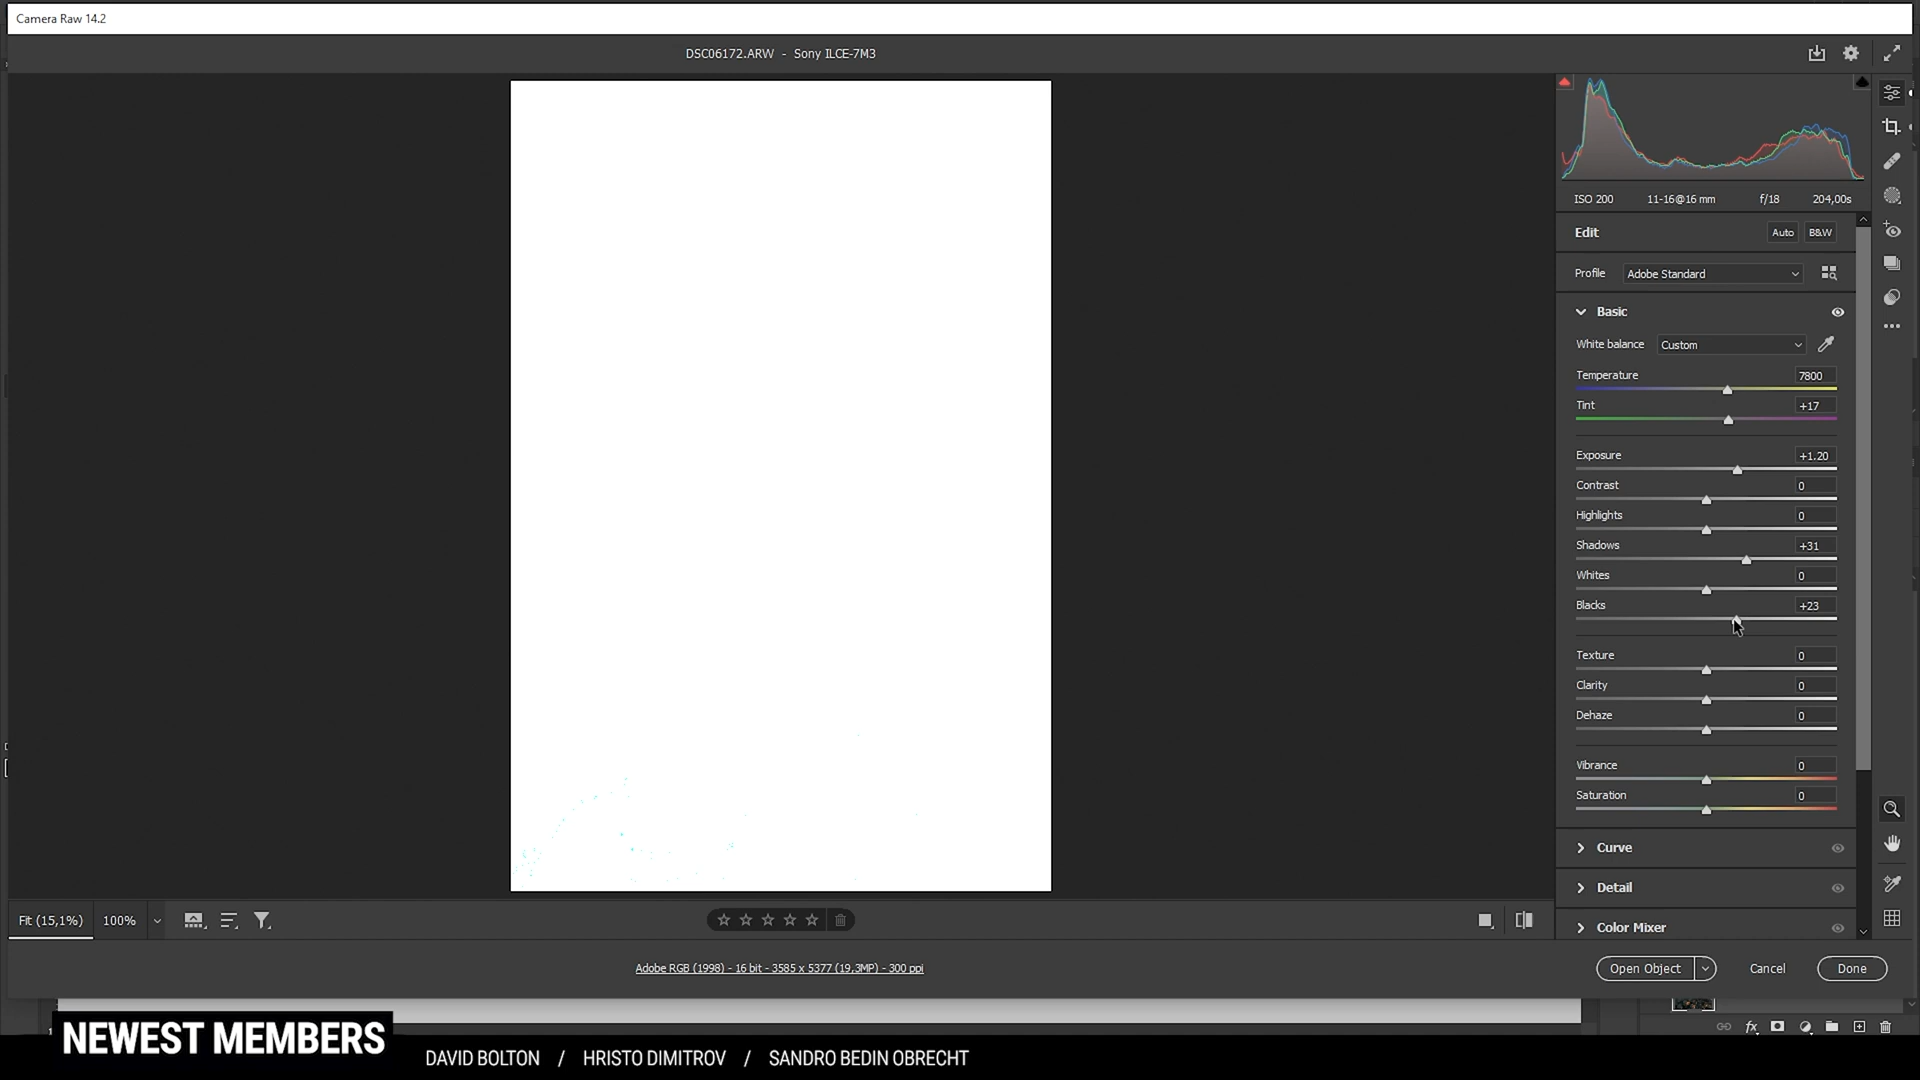 Camera Raw 14.2
DSC06172.ARW - Sony ILCE-7M3
ISO 200 11-16@16 mm f/18 204,00s
Edit Auto B&W
Profile Adobe Standard
Basic
White balance Custom
Temperature 7800
Tint +17
Exposure +1.20
Contrast 0
Highlights 0
Shadows +31
Whites 0
Blacks +23
Texture 0
Clarity 0
Dehaze 0
Vibrance 0
Saturation 0
Curve
Detail
Color Mixer
Fit (15,1%) 100%
Adobe RGB (1998) - 16 bit - 3585 x 5377 (19,3MP) - 300 ppi
Open Object Cancel Done
fx
NEWEST MEMBERS
DAVID BOLTON / HRISTO DIMITROV / SANDRO BEDIN OBRECHT